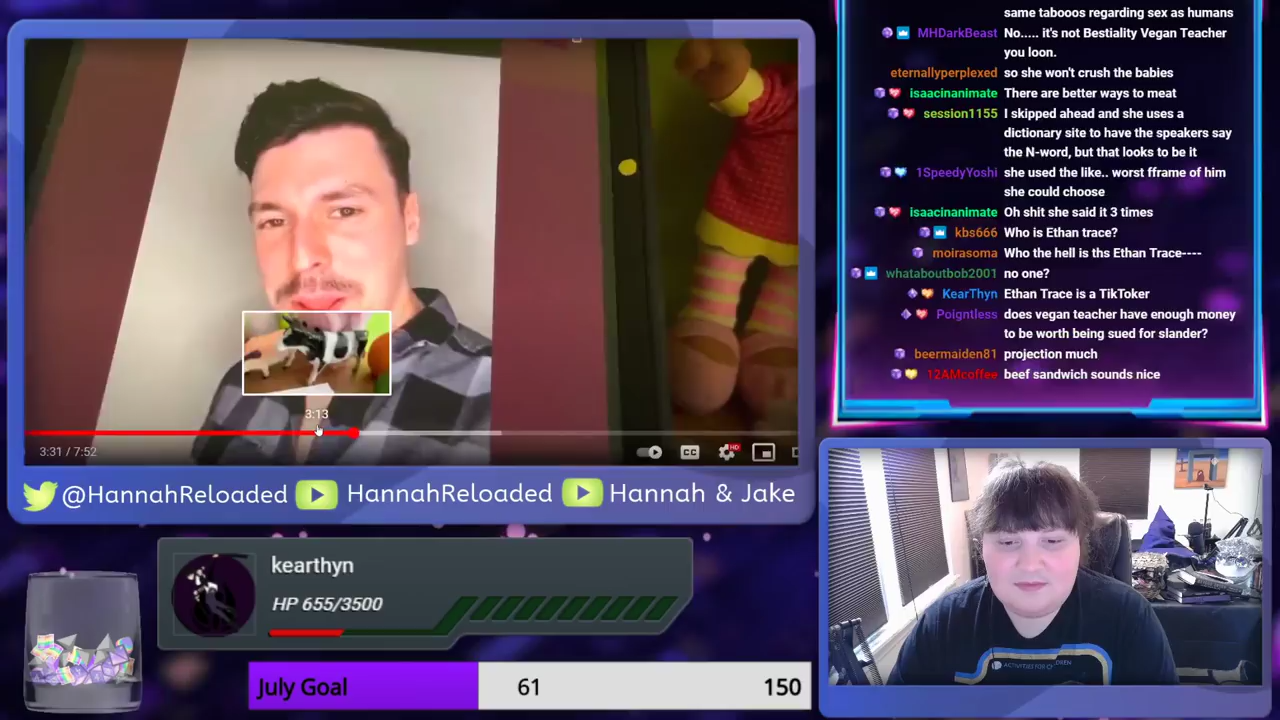 same tabooos regarding sex as humans
MHDarkBeast No..... it's not Bestiality Vegan Teacher
you loon.
eternallyperplexed so she won't crush the babies
isaacinanimate There are better ways to meat
session1155 I skipped ahead and she uses a
dictionary site to have the speakers say
the N-word, but that looks to be it
1SpeedyYoshi she used the like.. worst fframe of him
she could choose
isaacinanimate Oh shit she said it 3 times
kbs666 Who is Ethan trace?
moirasoma Who the hell is ths Ethan Trace----
whataboutbob2001 no one?
KearThyn Ethan Trace is a TikToker
Poigntless does vegan teacher have enough money
to be worth being sued for slander?
beermaiden81 projection much
12AMcoffee beef sandwich sounds nice
3:13
3:31 / 7:52
CC
HD
@HannahReloaded HannahReloaded Hannah & Jake
kearthyn
HP 655/3500
July Goal 61 150
ACTIVITIES FOR CHILDREN